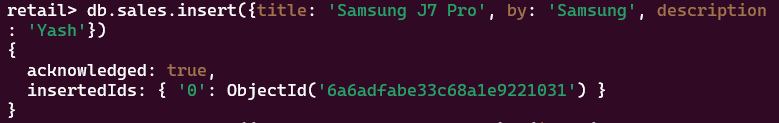 retail> db.sales.insert({title: 'Samsung J7 Pro', by: 'Samsung', description
: 'Yash'})
{
  acknowledged: true,
  insertedIds: { '0': ObjectId('6a6adfabe33c68a1e9221031') }
}